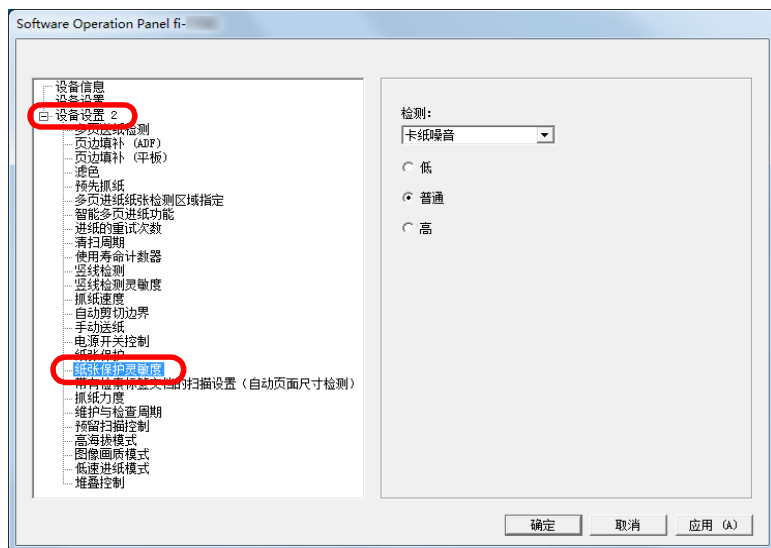 Software Operation Panel fi-
设备信息
设备设置
设备设置 2
多页送纸检测
页边填补 (ADF)
页边填补 (平板)
滤色
预先抓纸
多页进纸纸张检测区域指定
智能多页进纸功能
进纸的重试次数
清扫周期
使用寿命计数器
竖线检测
竖线检测灵敏度
抓纸速度
自动剪切边界
手动送纸
电源开关控制
纸张保护
纸张保护灵敏度
带有检索标签文档的扫描设置(自动页面尺寸检测)
抓纸力度
维护与检查周期
预留扫描控制
高海拔模式
图像画质模式
低速进纸模式
堆叠控制
检测:
卡纸噪音
低
普通
高
确定 取消 应用 (A)